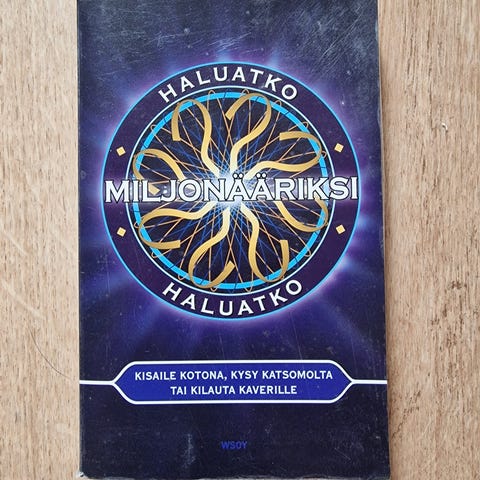 HALUATKO
MILJONÄÄRIKSI
HALUATKO
KISAILE KOTONA, KYSY KATSOMOLTA
TAI KILAUTA KAVERILLE
WSOY